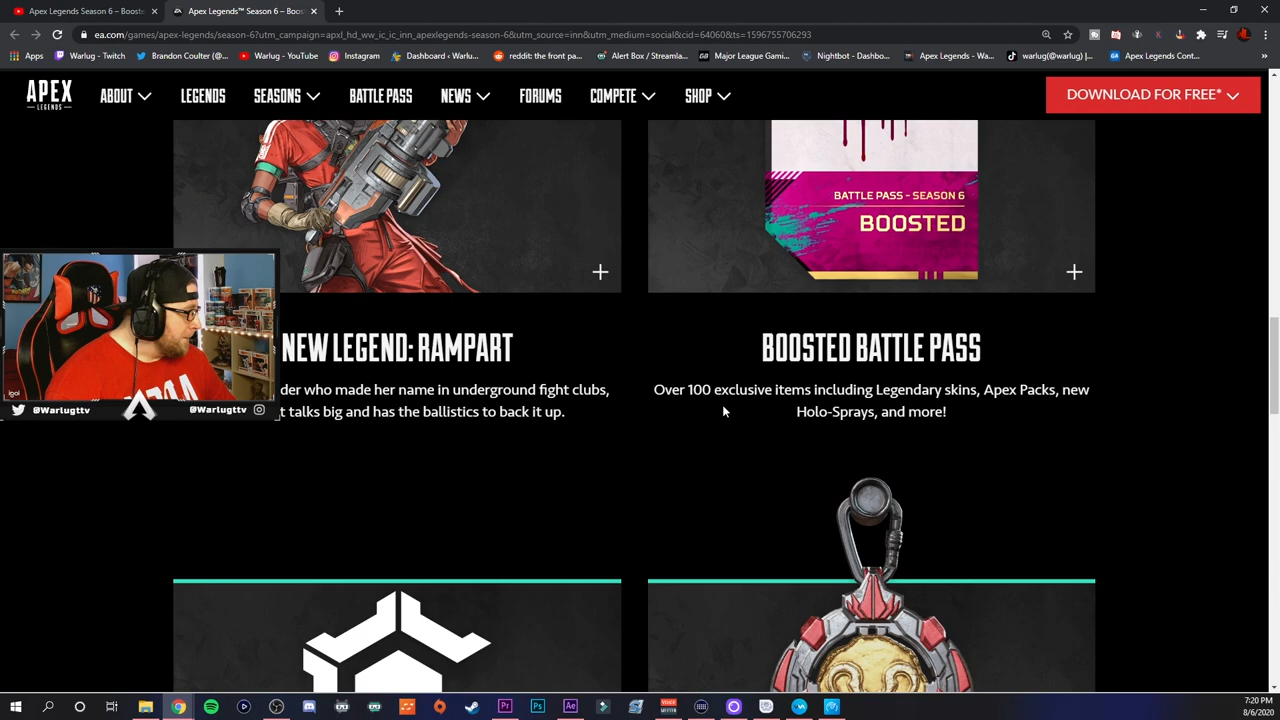 Apex Legends Season 6 – Boost
Apex Legends™ Season 6 – Boos
ea.com/games/apex-legends/season-6?utm_campaign=apxl_hd_ww_ic_ic_inn_apexlegends-season-6&utm_source=inn&utm_medium=social&cid=64060&ts=1596755706293
Apps
Warlug - Twitch
Brandon Coulter (@...
Warlug - YouTube
Instagram
Dashboard ‹ Warlug...
reddit: the front pa...
Alert Box / Streamla...
Major League Gami...
Nightbot - Dashbo...
Apex Legends - Wa...
warlug(@warlug) |...
Apex Legends Cont...
»
APEX
LEGENDS
ABOUT
LEGENDS
SEASONS
BATTLE PASS
NEWS
FORUMS
COMPETE
SHOP
DOWNLOAD FOR FREE*
BATTLE PASS - SEASON 6
BOOSTED
NEW LEGEND: RAMPART
der who made her name in underground fight clubs,
t talks big and has the ballistics to back it up.
BOOSTED BATTLE PASS
Over 100 exclusive items including Legendary skins, Apex Packs, new
Holo-Sprays, and more!
@Warlugttv
@Warlugttv
7:20 PM
8/6/2020